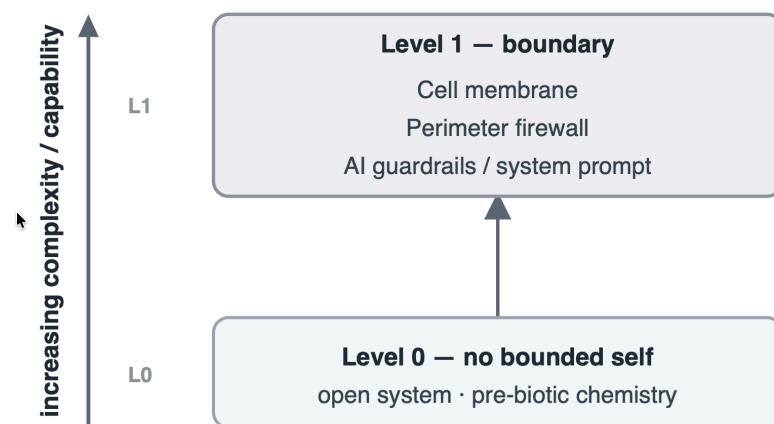 increasing complexity / capability
L1
Level 1 — boundary
Cell membrane
Perimeter firewall
AI guardrails / system prompt
L0
Level 0 — no bounded self
open system · pre-biotic chemistry